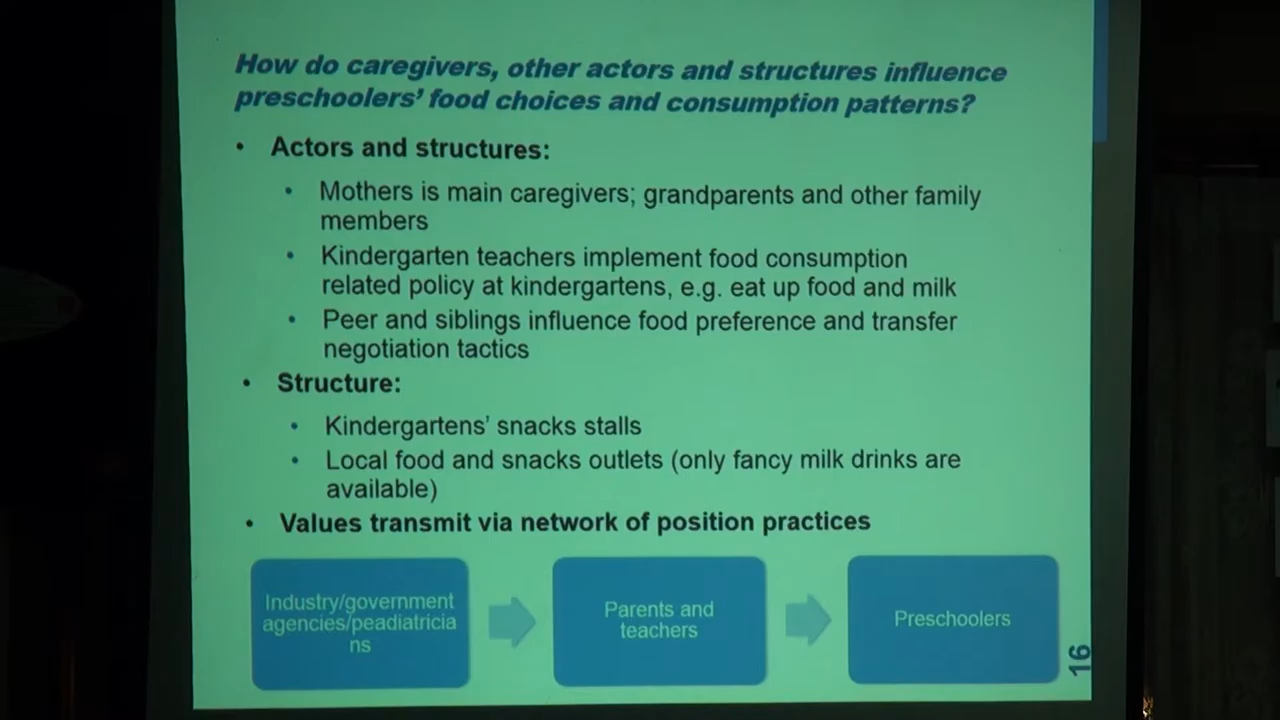 How do caregivers, other actors and structures influence
preschoolers' food choices and consumption patterns?
• Actors and structures:
• Mothers is main caregivers; grandparents and other family
members
• Kindergarten teachers implement food consumption
related policy at kindergartens, e.g. eat up food and milk
• Peer and siblings influence food preference and transfer
negotiation tactics
• Structure:
• Kindergartens' snacks stalls
• Local food and snacks outlets (only fancy milk drinks are
available)
• Values transmit via network of position practices
Industry/government
agencies/peadiatricia
ns
Parents and
teachers
Preschoolers
16